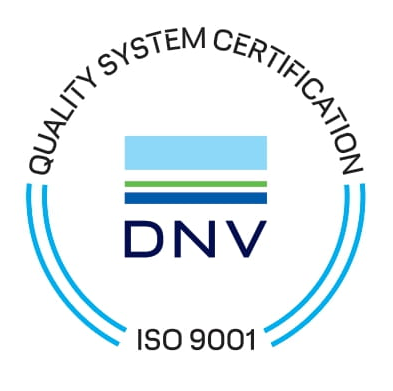 QUALITY SYSTEM CERTIFICATION
DNV
ISO 9001